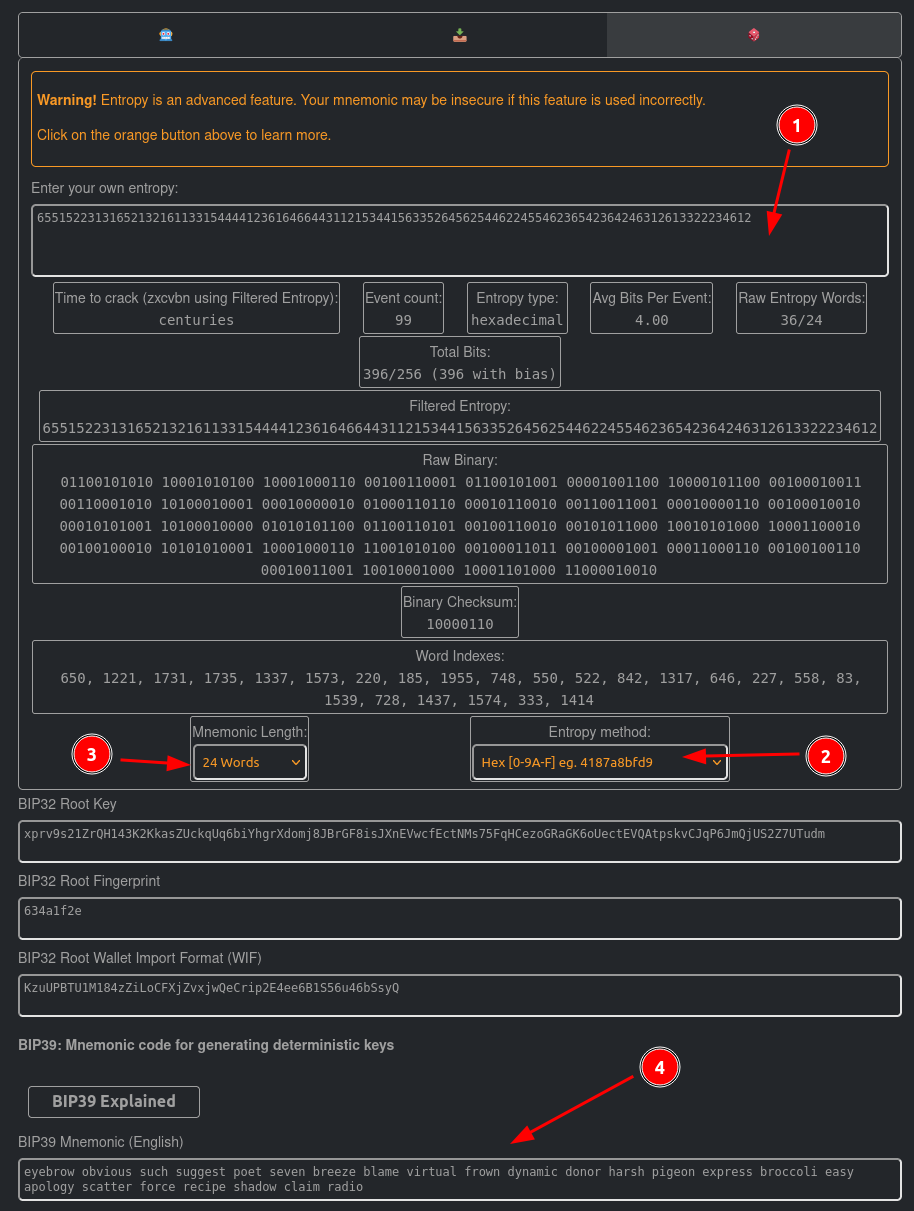 Warning! Entropy is an advanced feature. Your mnemonic may be insecure if this feature is used incorrectly.
Click on the orange button above to learn more.
1
Enter your own entropy:
655152231316521321611331544441236164664431121534415633526456254462245546236542364246312613322234612
Time to crack (zxcvbn using Filtered Entropy):
centuries
Event count:
99
Entropy type:
hexadecimal
Avg Bits Per Event:
4.00
Raw Entropy Words:
36/24
Total Bits:
396/256 (396 with bias)
Filtered Entropy:
655152231316521321611331544441236164664431121534415633526456254462245546236542364246312613322234612
Raw Binary:
01100101010 10001010100 10001000110 00100110001 01100101001 00001001100 10000101100 00100010011
00110001010 10100010001 00010000010 01000110110 00010110010 00110011001 00010000110 00100010010
00010101001 10100010000 01010101100 01100110101 00100110010 00101011000 10010101000 10001100010
00100100010 10101010001 10001000110 11001010100 00100011011 00100001001 00011000110 00100100110
00010011001 10010001000 10001101000 11000010010
Binary Checksum:
10000110
Word Indexes:
650, 1221, 1731, 1735, 1337, 1573, 220, 185, 1955, 748, 550, 522, 842, 1317, 646, 227, 558, 83,
1539, 728, 1437, 1574, 333, 1414
Mnemonic Length:
24 Words
3
Entropy method:
Hex [0-9A-F] eg. 4187a8bfd9
2
BIP32 Root Key
xprv9s21ZrQH143K2KkasZUckqUq6biYhgrXdomj8JBrGF8isJXnEVwcfEctNMs75FqHCezoGRaGK6oUectEVQAtpskvCJqP6JmQjUS2Z7UTudm
BIP32 Root Fingerprint
634a1f2e
BIP32 Root Wallet Import Format (WIF)
KzuUPBTU1M184zZiLoCFXjZvxjwQeCrip2E4ee6B1S56u46bSsyQ
BIP39: Mnemonic code for generating deterministic keys
4
BIP39 Explained
BIP39 Mnemonic (English)
eyebrow obvious such suggest poet seven breeze blame virtual frown dynamic donor harsh pigeon express broccoli easy
apology scatter force recipe shadow claim radio